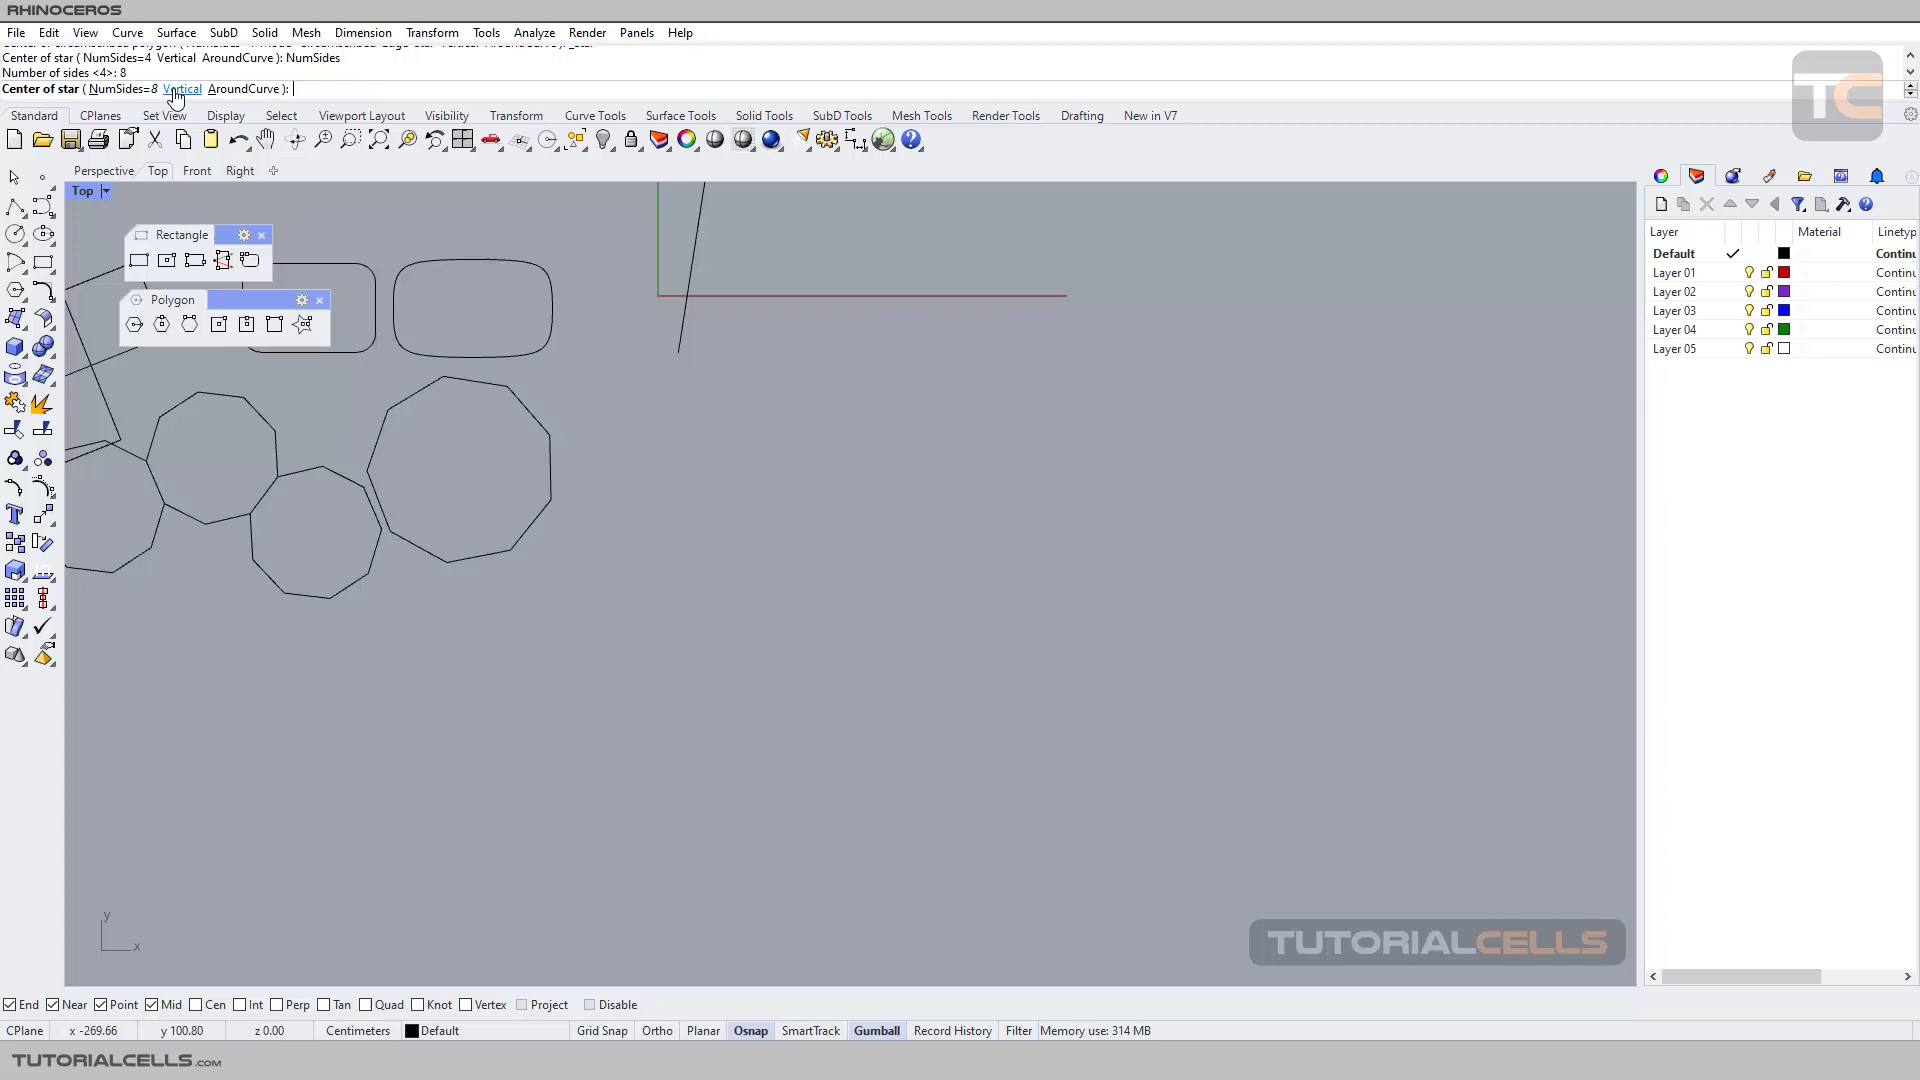 RHINOCEROS
File Edit View Curve Surface SubD Solid Mesh Dimension Transform Tools Analyze Render Panels Help
Center of star ( NumSides=4 Vertical AroundCurve ): NumSides
Number of sides <4>: 8
Center of star ( NumSides=8 Vertical AroundCurve ):
TC
Standard CPlanes Set View Display Select Viewport Layout Visibility Transform Curve Tools Surface Tools Solid Tools SubD Tools Mesh Tools Render Tools Drafting New in V7
Perspective Top Front Right
Top
Rectangle
Polygon
Layer Material Linetyp
Default Continu
Layer 01 Continu
Layer 02 Continu
Layer 03 Continu
Layer 04 Continu
Layer 05 Continu
y
x
TUTORIALCELLS
End Near Point Mid Cen Int Perp Tan Quad Knot Vertex Project Disable
CPlane x -269.66 y 100.80 z 0.00 Centimeters Default Grid Snap Ortho Planar Osnap SmartTrack Gumball Record History Filter Memory use: 314 MB
TUTORIALCELLS.COM